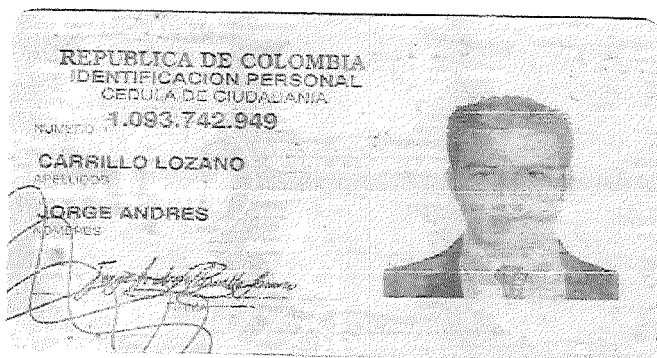 REPUBLICA DE COLOMBIA
IDENTIFICACION PERSONAL
CEDULA DE CIUDADANIA
NUMERO 1.093.742.949
CARRILLO LOZANO
APELLIDOS
JORGE ANDRES
NOMBRES